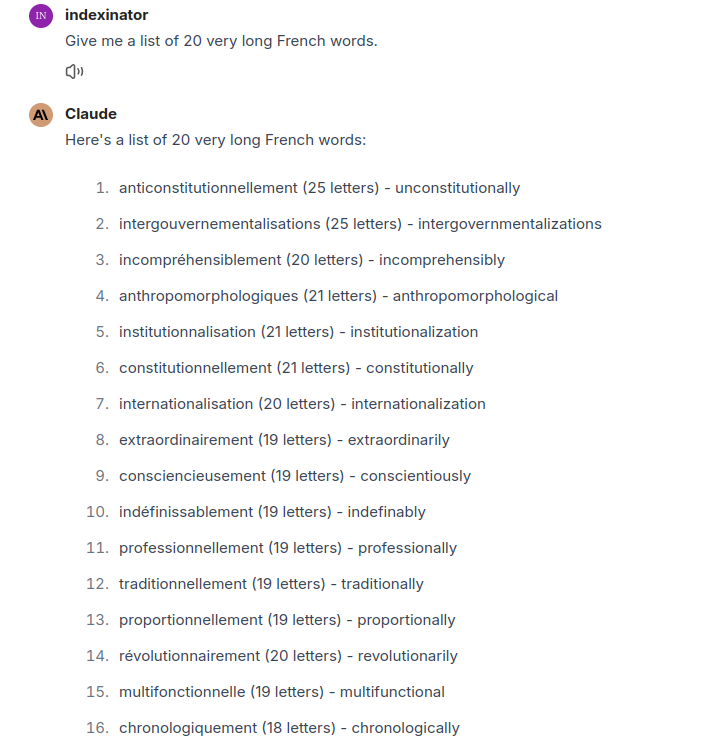 IN indexinator
Give me a list of 20 very long French words.
Claude
Here's a list of 20 very long French words:
1. anticonstitutionnellement (25 letters) - unconstitutionally
2. intergouvernementalisations (25 letters) - intergovernmentalizations
3. incompréhensiblement (20 letters) - incomprehensibly
4. anthropomorphologiques (21 letters) - anthropomorphological
5. institutionnalisation (21 letters) - institutionalization
6. constitutionnellement (21 letters) - constitutionally
7. internationalisation (20 letters) - internationalization
8. extraordinairement (19 letters) - extraordinarily
9. consciencieusement (19 letters) - conscientiously
10. indéfinissablement (19 letters) - indefinably
11. professionnellement (19 letters) - professionally
12. traditionnellement (19 letters) - traditionally
13. proportionnellement (19 letters) - proportionally
14. révolutionnairement (20 letters) - revolutionarily
15. multifonctionnelle (19 letters) - multifunctional
16. chronologiquement (18 letters) - chronologically